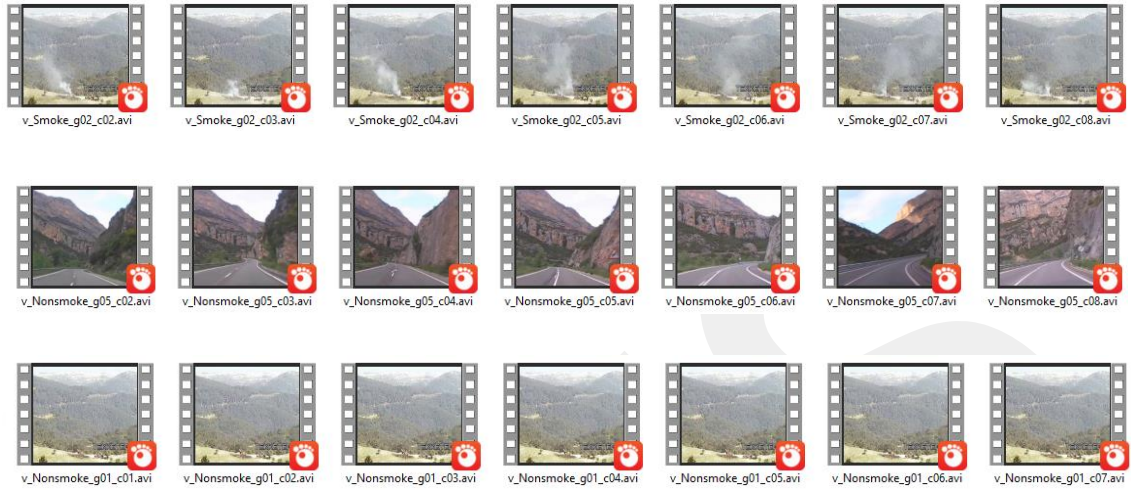 v_Smoke_g02_c02.avi v_Smoke_g02_c03.avi v_Smoke_g02_c04.avi v_Smoke_g02_c05.avi v_Smoke_g02_c06.avi v_Smoke_g02_c07.avi v_Smoke_g02_c08.avi
v_Nonsmoke_g05_c02.avi v_Nonsmoke_g05_c03.avi v_Nonsmoke_g05_c04.avi v_Nonsmoke_g05_c05.avi v_Nonsmoke_g05_c06.avi v_Nonsmoke_g05_c07.avi v_Nonsmoke_g05_c08.avi
v_Nonsmoke_g01_c01.avi v_Nonsmoke_g01_c02.avi v_Nonsmoke_g01_c03.avi v_Nonsmoke_g01_c04.avi v_Nonsmoke_g01_c05.avi v_Nonsmoke_g01_c06.avi v_Nonsmoke_g01_c07.avi